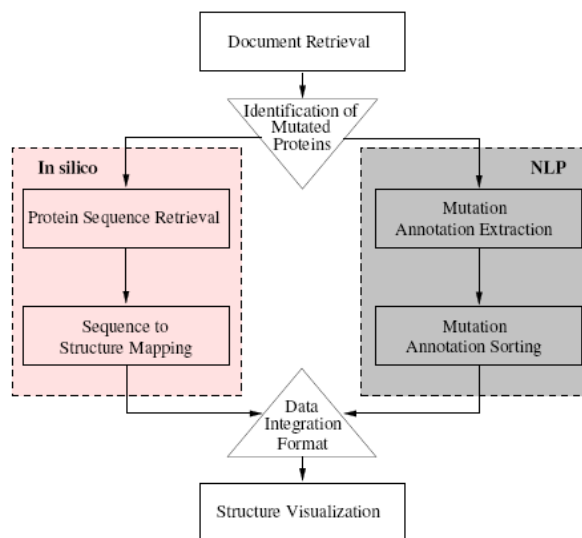 Document Retrieval
Identification of
Mutated
Proteins
In silico
NLP
Protein Sequence Retrieval
Mutation
Annotation Extraction
Sequence to
Structure Mapping
Mutation
Annotation Sorting
Data
Integration
Format
Structure Visualization